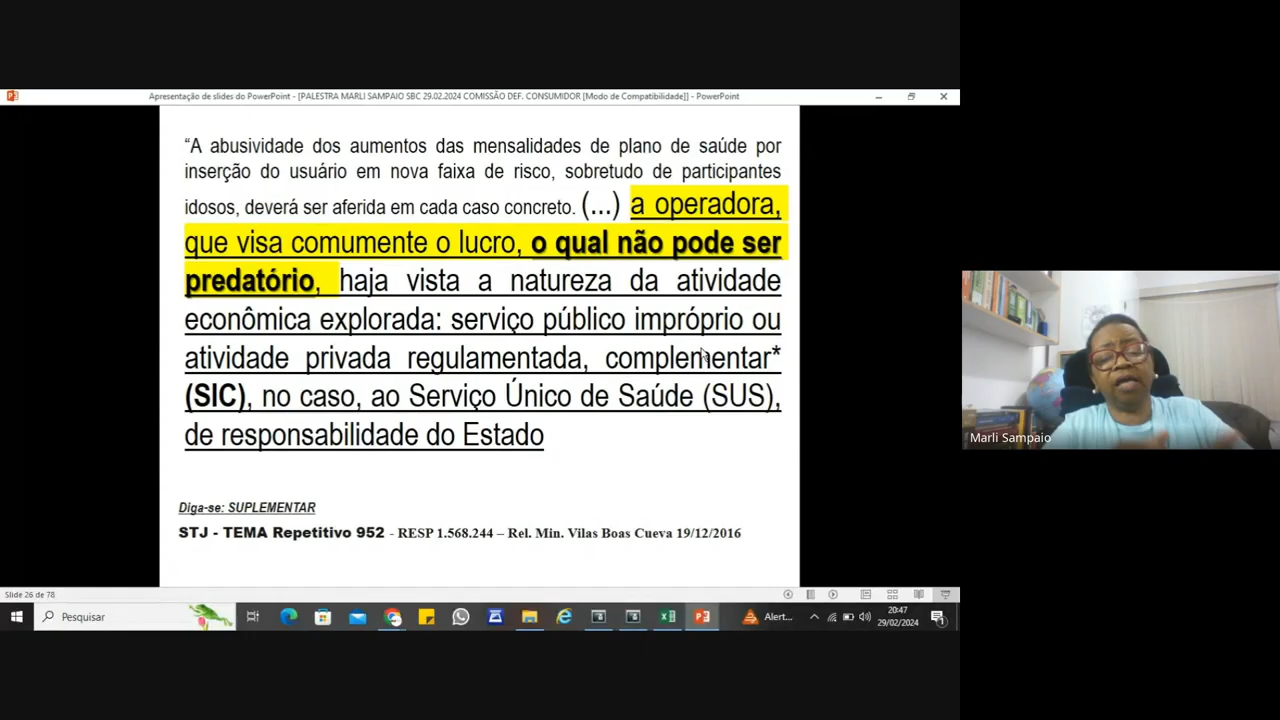 Apresentação de slides do PowerPoint - [PALESTRA MARLI SAMPAIO SBC 29.02.2024 COMISSÃO DEF. CONSUMIDOR [Modo de Compatibilidade]] - PowerPoint
“A abusividade dos aumentos das mensalidades de plano de saúde por
inserção do usuário em nova faixa de risco, sobretudo de participantes
idosos, deverá ser aferida em cada caso concreto. (...) a operadora,
que visa comumente o lucro, o qual não pode ser
predatório, haja vista a natureza da atividade
econômica explorada: serviço público impróprio ou
atividade privada regulamentada, complementar*
(SIC), no caso, ao Serviço Único de Saúde (SUS),
de responsabilidade do Estado
Diga-se: SUPLEMENTAR
STJ - TEMA Repetitivo 952 - RESP 1.568.244 – Rel. Min. Vilas Boas Cueva 19/12/2016
Marli Sampaio
Slide 26 de 78
Pesquisar
Alert...
20:47
29/02/2024
1